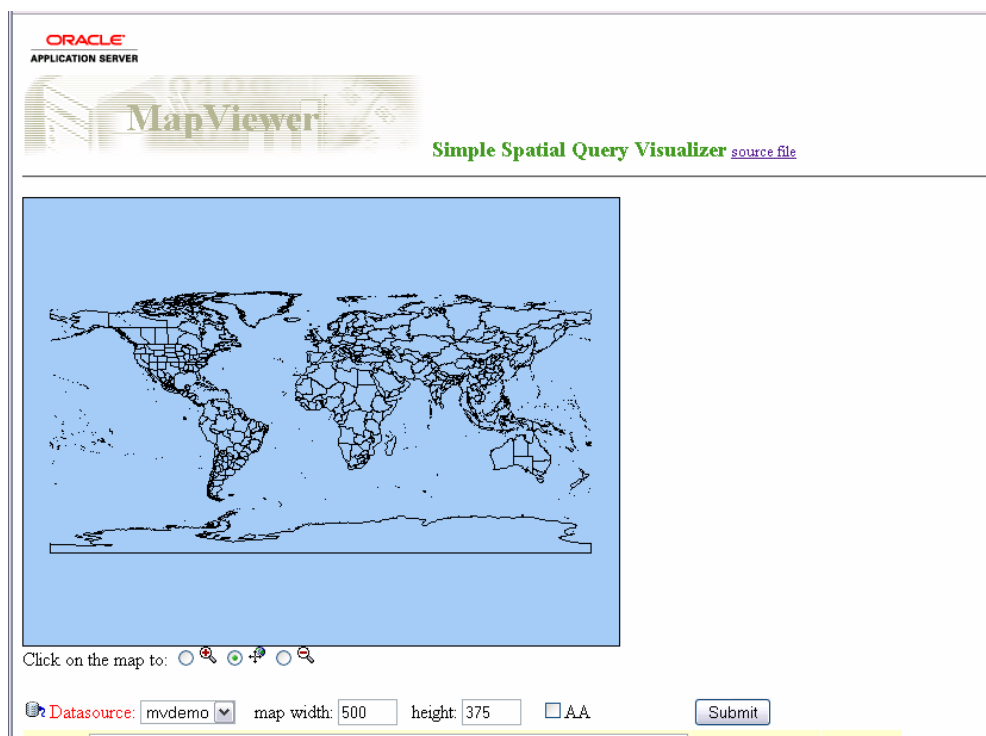 ORACLE
APPLICATION SERVER
MapViewer
Simple Spatial Query Visualizer source file
Click on the map to:
Datasource: mvdemo map width: 500 height: 375 AA Submit